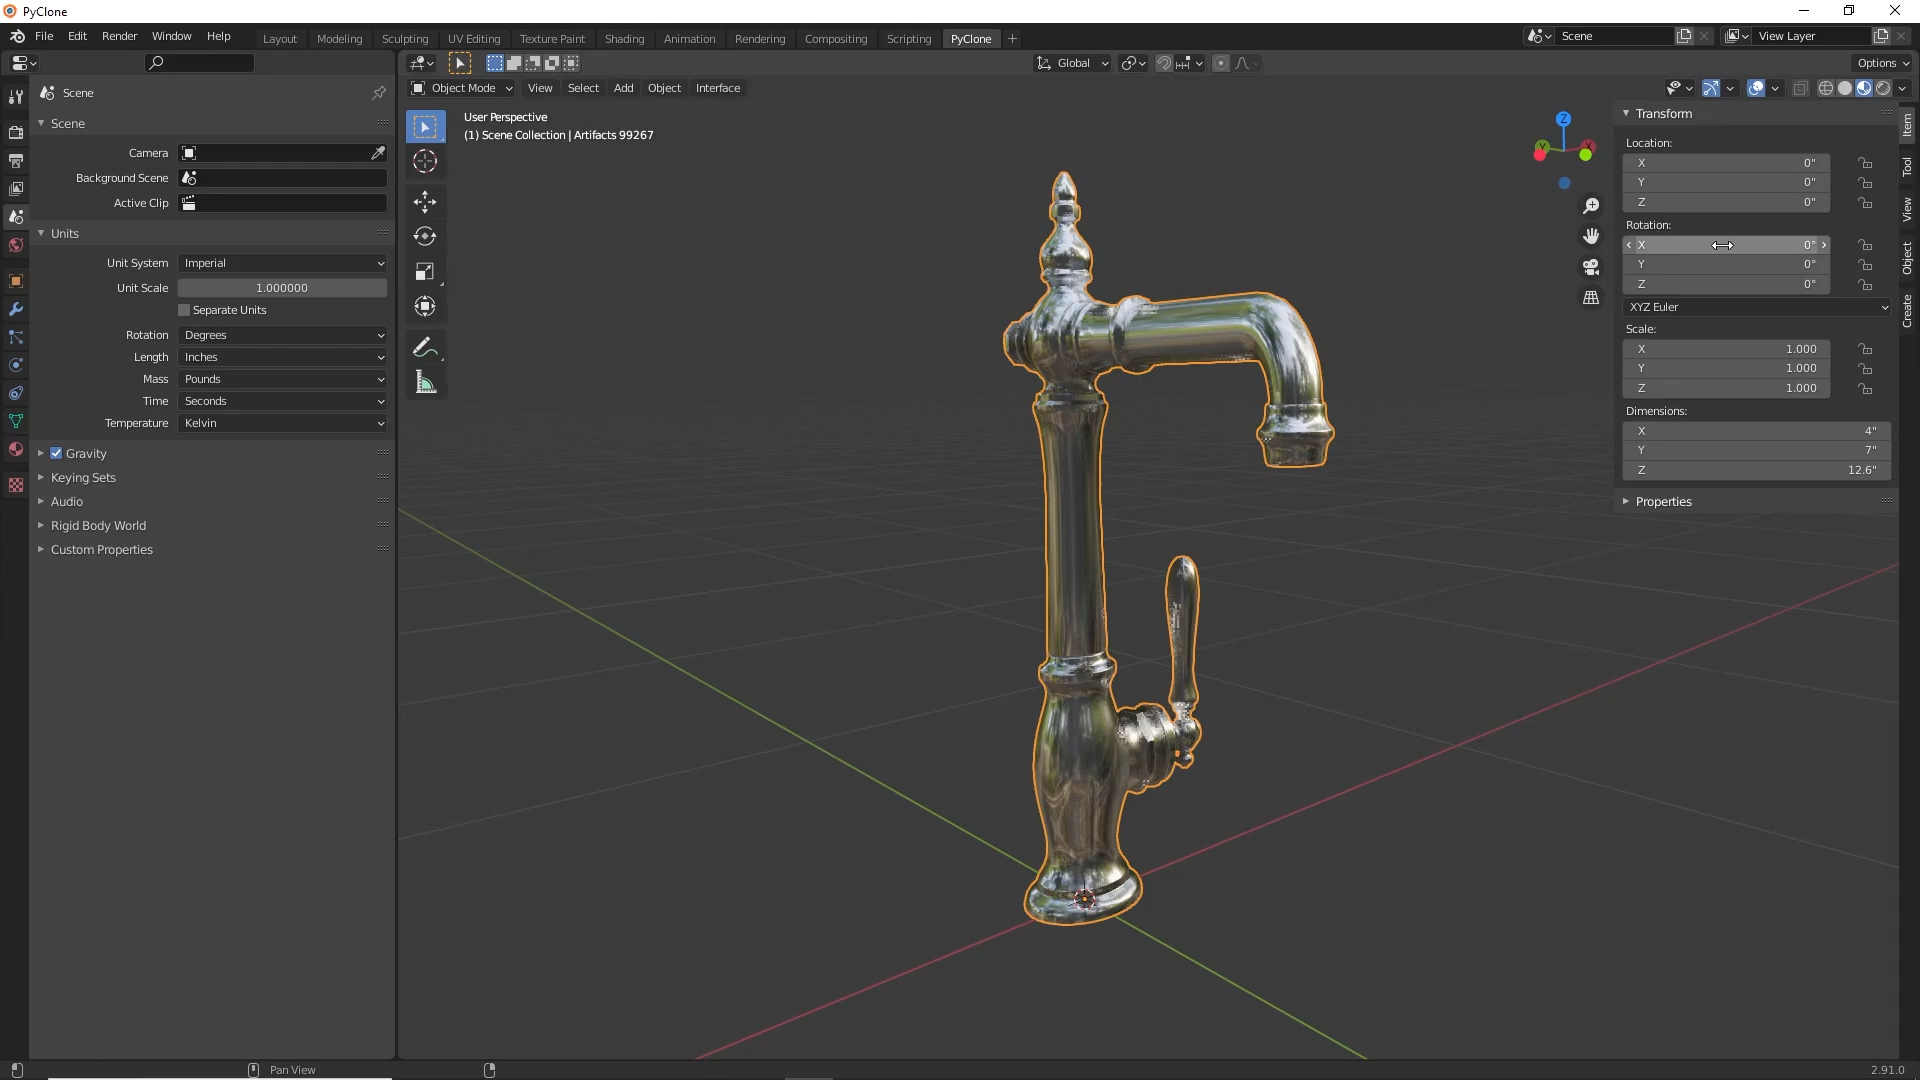 PyClone
File Edit Render Window Help
Layout Modeling Sculpting UV Editing Texture Paint Shading Animation Rendering Compositing Scripting PyClone +
Scene
View Layer
Global
Options
Object Mode View Select Add Object Interface
Scene
Scene
Camera
Background Scene
Active Clip
Units
Unit System Imperial
Unit Scale 1.000000
Separate Units
Rotation Degrees
Length Inches
Mass Pounds
Time Seconds
Temperature Kelvin
Gravity
Keying Sets
Audio
Rigid Body World
Custom Properties
User Perspective
(1) Scene Collection | Artifacts 99267
Z
Y
Transform
Location:
X 0"
Y 0"
Z 0"
Rotation:
X 0°
Y 0°
Z 0°
XYZ Euler
Scale:
X 1.000
Y 1.000
Z 1.000
Dimensions:
X 4"
Y 7"
Z 12.6"
Properties
Item
Tool
View
Object
Create
Pan View
2.91.0